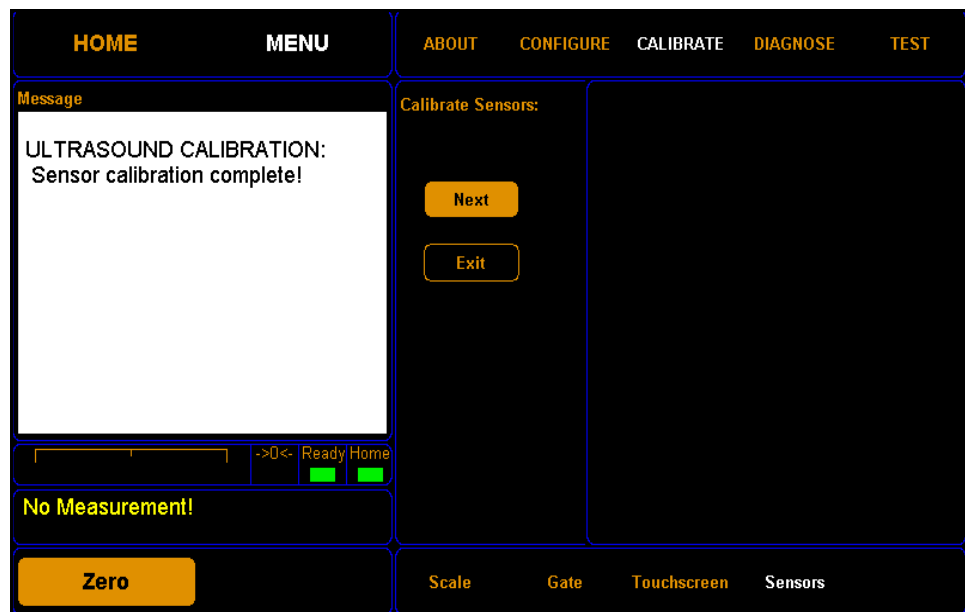 HOME MENU ABOUT CONFIGURE CALIBRATE DIAGNOSE TEST
Message
ULTRASOUND CALIBRATION:
Sensor calibration complete!
->0<- Ready Home
No Measurement!
Zero
Calibrate Sensors:
Next
Exit
Scale Gate Touchscreen Sensors